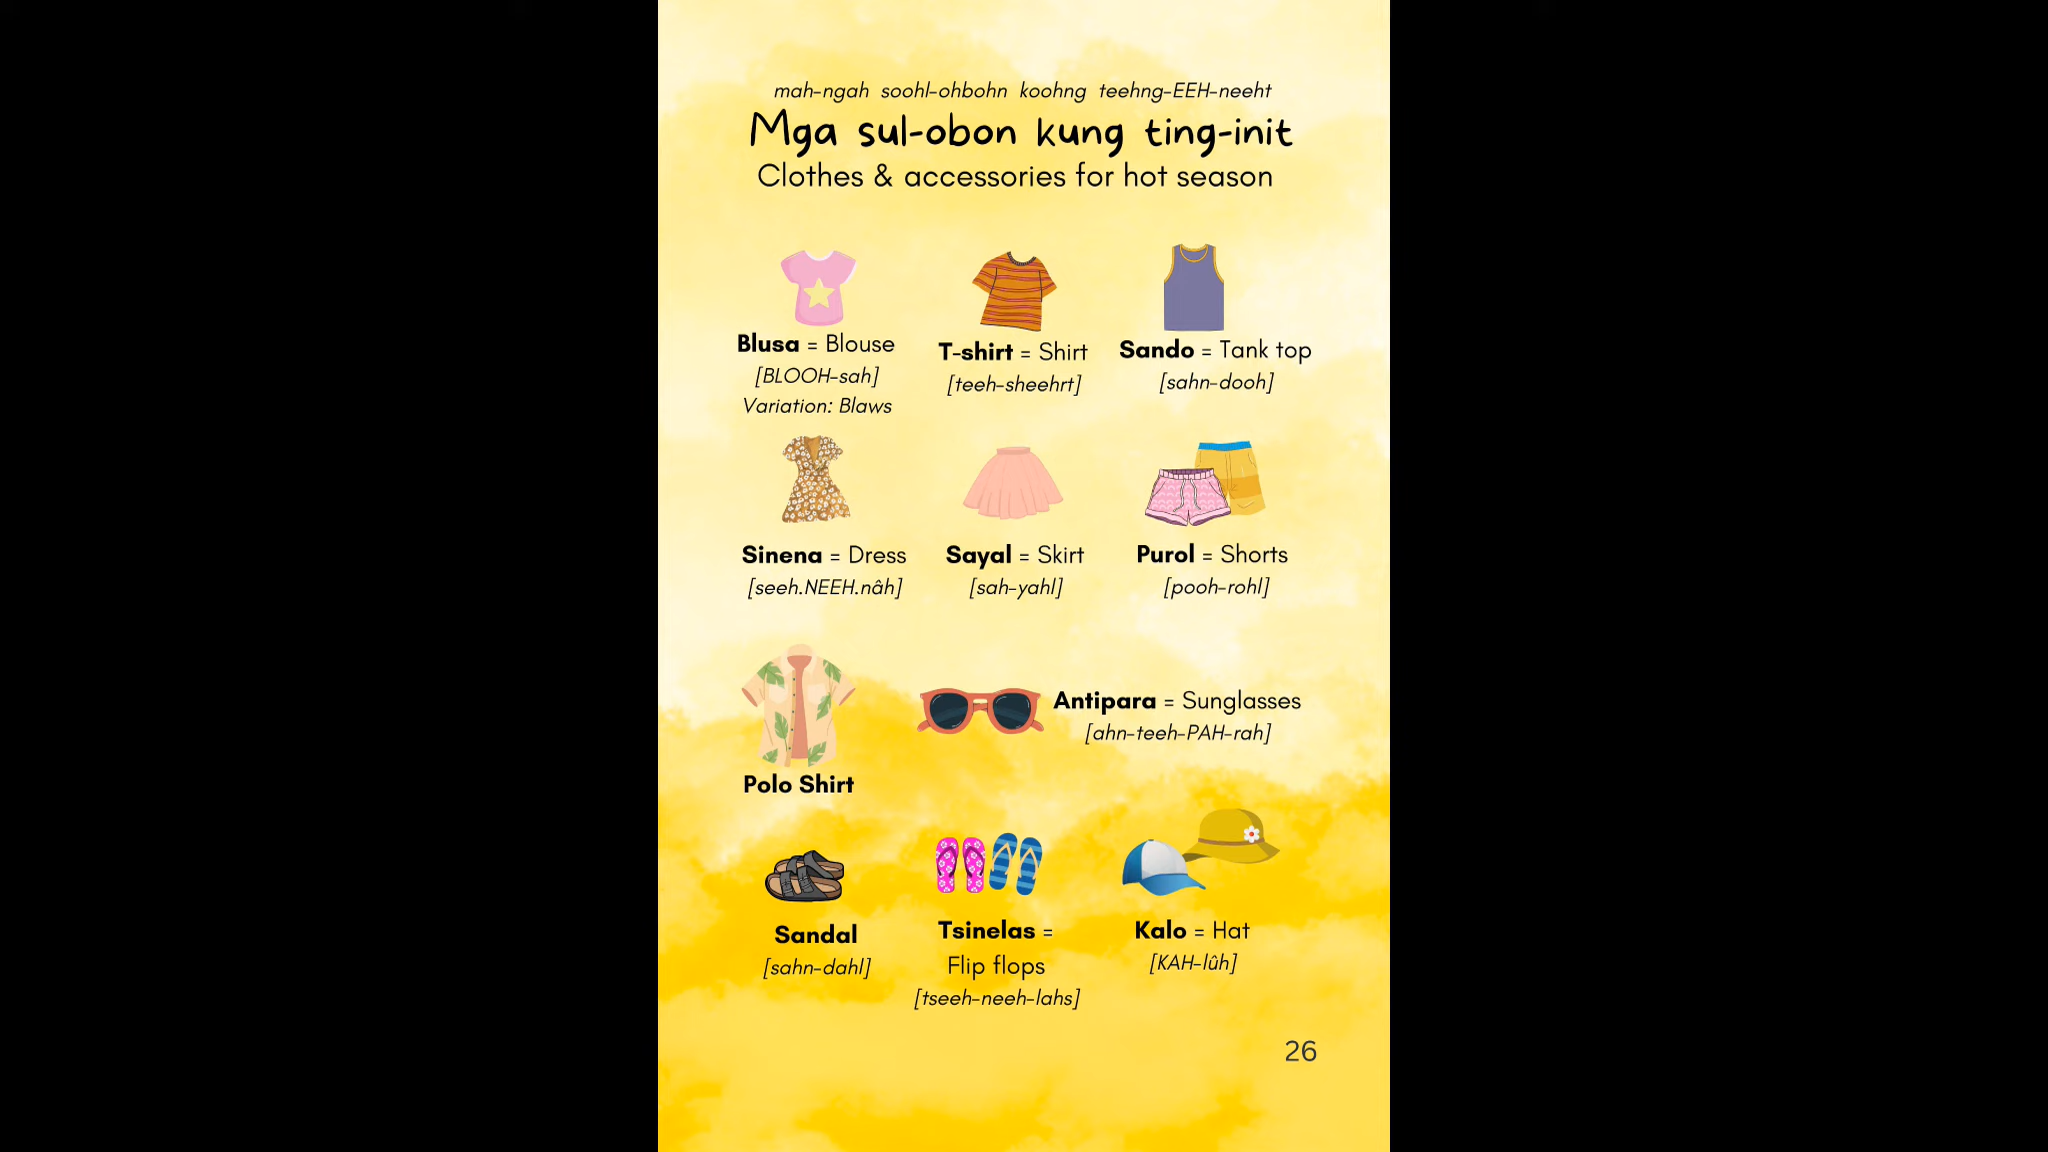 mah-ngah soohl-ohbohn koohng teehng-EEH-neeht
Mga sul-obon kung ting-init
Clothes & accessories for hot season
Blusa = Blouse
[BLOOH-sah]
Variation: Blaws
T-shirt = Shirt
[teeh-sheehrt]
Sando = Tank top
[sahn-dooh]
Sinena = Dress
[seeh.NEEH.nâh]
Sayal = Skirt
[sah-yahl]
Purol = Shorts
[pooh-rohl]
Polo Shirt
Antipara = Sunglasses
[ahn-teeh-PAH-rah]
Sandal
[sahn-dahl]
Tsinelas =
Flip flops
[tseeh-neeh-lahs]
Kalo = Hat
[KAH-lûh]
26